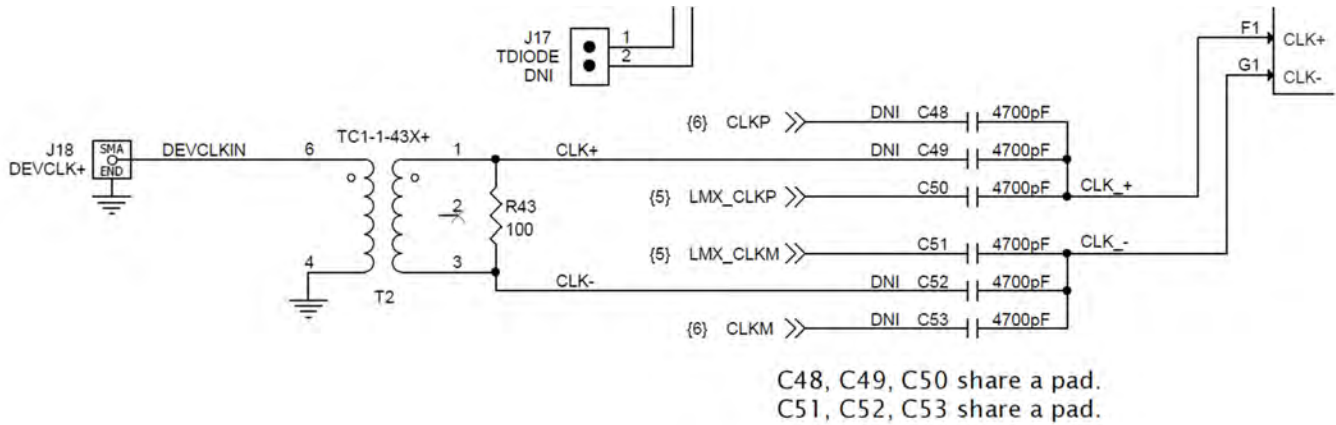 J17
TDIODE
DNI
1
2
F1
CLK+
G1
CLK-
{6} CLKP
DNI C48 4700pF
J18
DEVCLK+
SMA
END
DEVCLKIN
6
TC1-1-43X+
1
CLK+
DNI C49 4700pF
{5} LMX_CLKP
C50 4700pF
CLK_+
2
R43
100
{5} LMX_CLKM
C51 4700pF
CLK_-
4
3
T2
CLK-
DNI C52 4700pF
{6} CLKM
DNI C53 4700pF
C48, C49, C50 share a pad.
C51, C52, C53 share a pad.